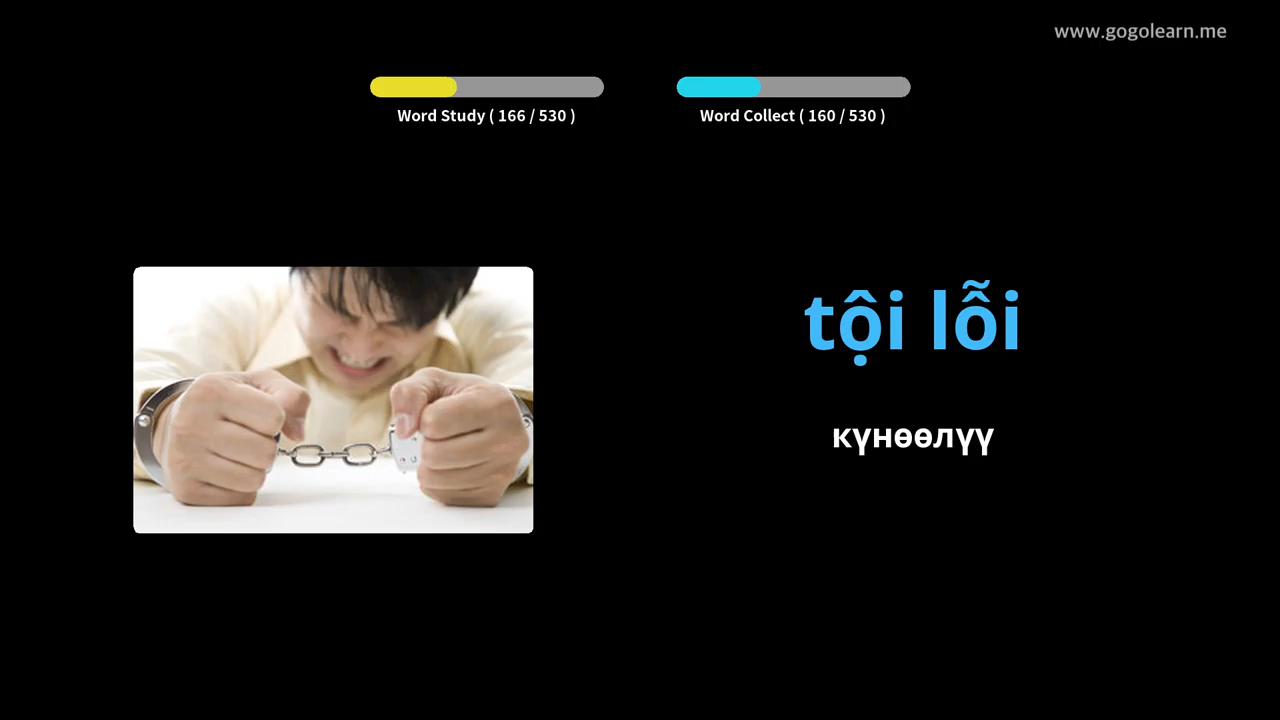 www.gogolearn.me
Word Study ( 166 / 530 )
Word Collect ( 160 / 530 )
tội lỗi
күнөөлүү